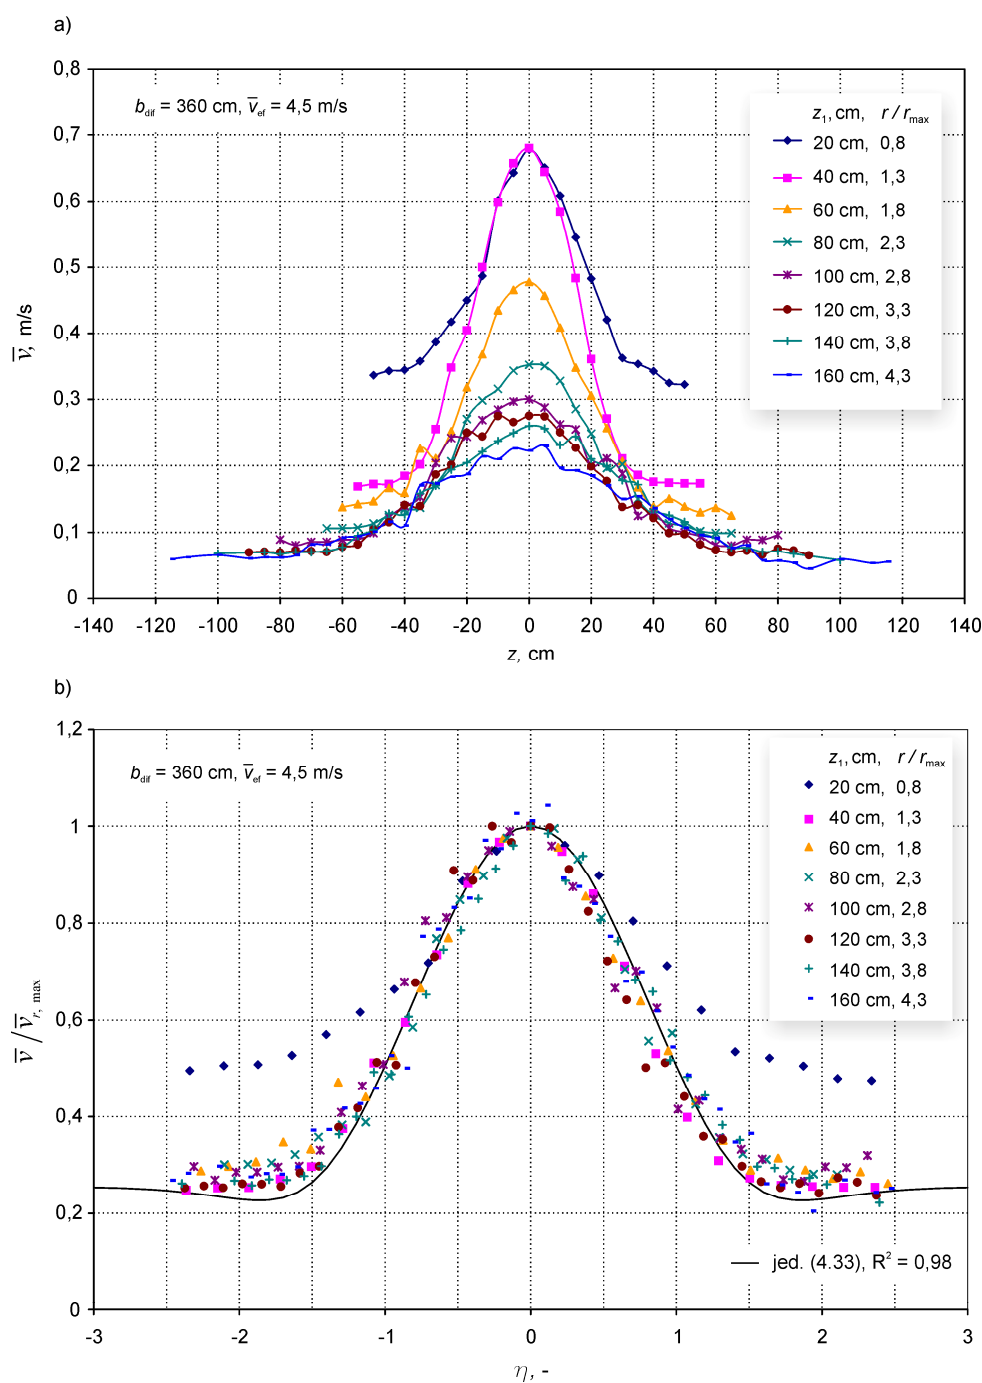 a)
0,8
0,7
0,6
0,5
0,4
0,3
0,2
0,1
0
v̅, m/s
b_dif = 360 cm, v̅_ef = 4,5 m/s
z₁, cm, r / r_max
20 cm, 0,8
40 cm, 1,3
60 cm, 1,8
80 cm, 2,3
100 cm, 2,8
120 cm, 3,3
140 cm, 3,8
160 cm, 4,3
-140 -120 -100 -80 -60 -40 -20 0 20 40 60 80 100 120 140
z, cm
b)
1,2
1
0,8
0,6
0,4
0,2
0
v̅ / v̅_r, max
b_dif = 360 cm, v̅_ef = 4,5 m/s
z₁, cm, r / r_max
20 cm, 0,8
40 cm, 1,3
60 cm, 1,8
80 cm, 2,3
100 cm, 2,8
120 cm, 3,3
140 cm, 3,8
160 cm, 4,3
jed. (4.33), R² = 0,98
-3 -2 -1 0 1 2 3
η, -